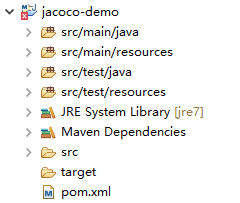 jacoco-demo
src/main/java
src/main/resources
src/test/java
src/test/resources
JRE System Library [jre7]
Maven Dependencies
src
target
pom.xml